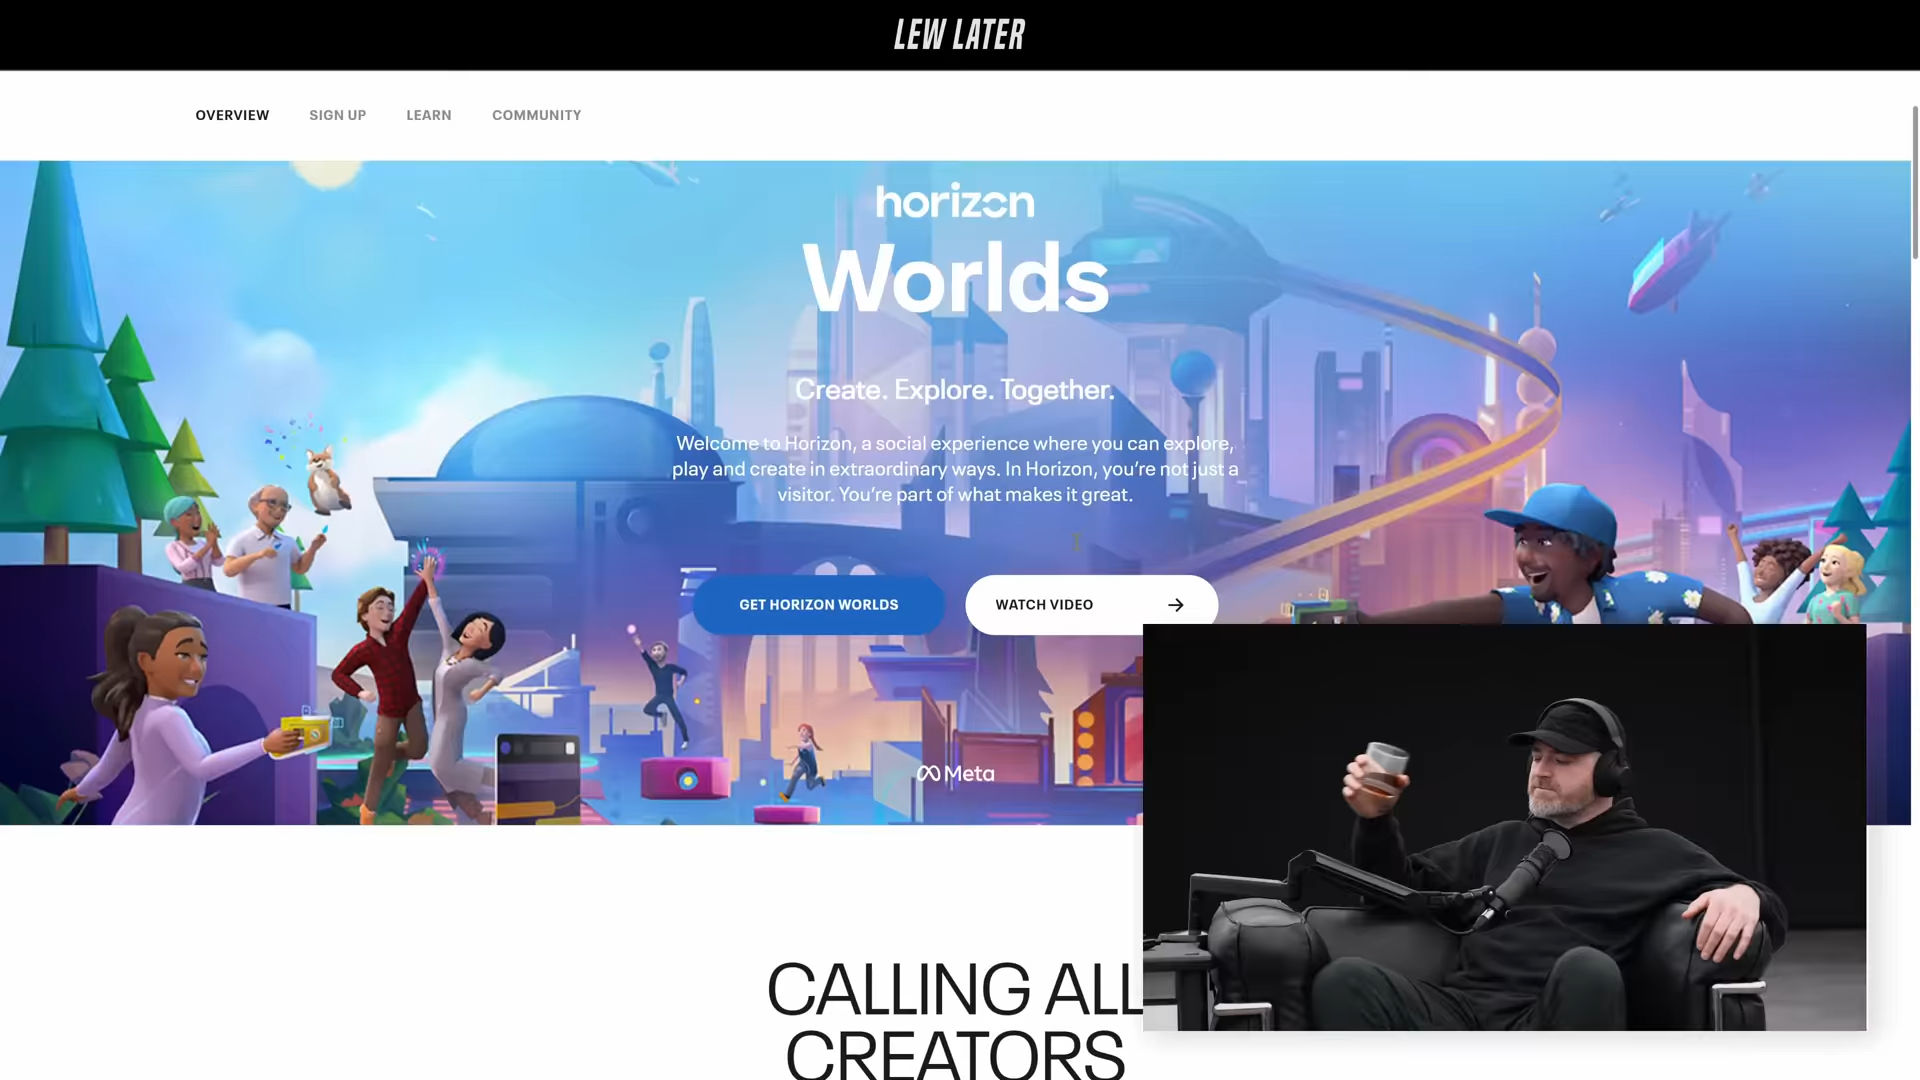 LEW LATER
OVERVIEW SIGN UP LEARN COMMUNITY
horizon
Worlds
Create. Explore. Together.
Welcome to Horizon, a social experience where you can explore,
play and create in extraordinary ways. In Horizon, you’re not just a
visitor. You’re part of what makes it great.
GET HORIZON WORLDS WATCH VIDEO
Meta
CALLING ALL
CREATORS